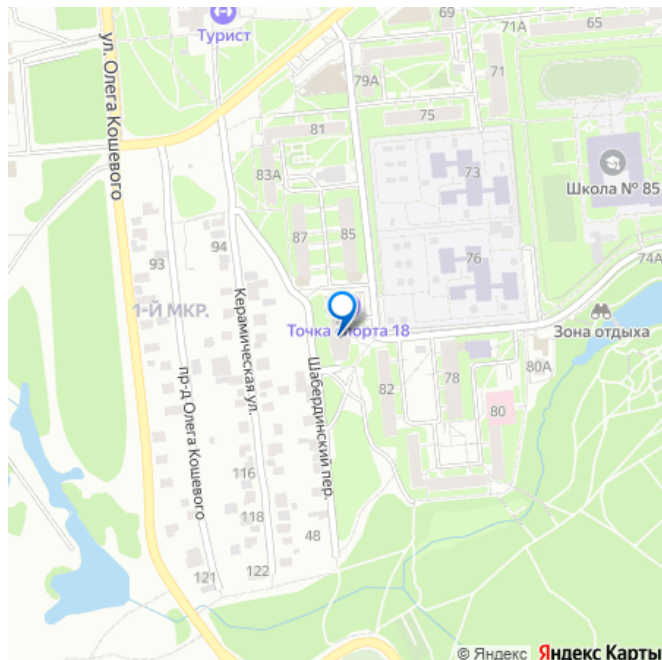 69
71А
65
Турист
79А
71
ул. Олега Кошевого
81
75
83А
73
Школа № 85
87
85
94
76
74А
93
1-Й МКР.
Керамическая ул.
Точка спорта 18
Зона отдыха
Шабердинский пер.
пр-д Олега Кошевого
82
78
80А
80
116
118
48
121
122
© Яндекс Яндекс Карты